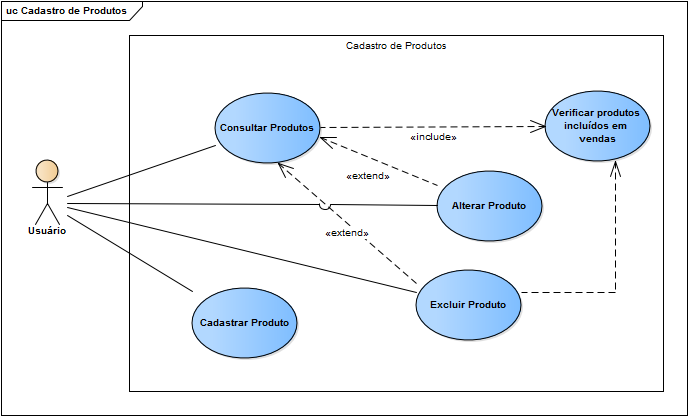 uc Cadastro de Produtos
Cadastro de Produtos
Consultar Produtos
Verificar produtos
incluídos em
vendas
«include»
«extend»
Alterar Produto
Usuário
«extend»
Excluir Produto
Cadastrar Produto